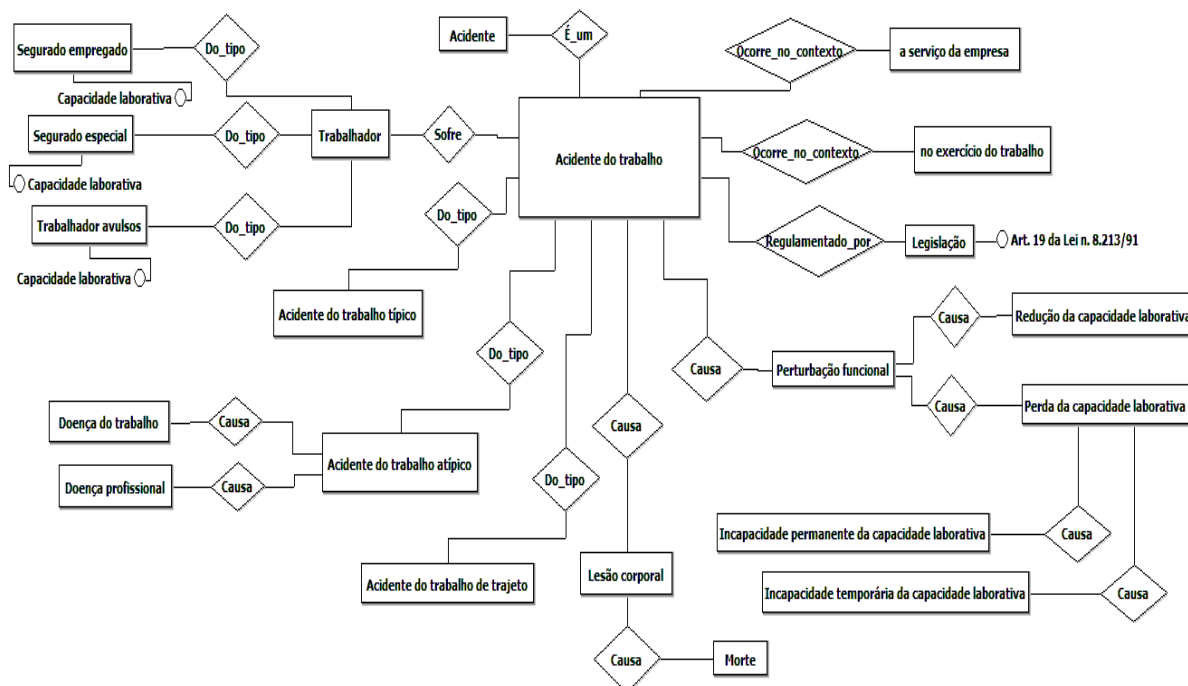 Acidente
É_um
Ocorre_no_contexto
a serviço da empresa
Segurado empregado
Do_tipo
Capacidade laborativa
Segurado especial
Do_tipo
Trabalhador
Sofre
Acidente do trabalho
Ocorre_no_contexto
no exercício do trabalho
Capacidade laborativa
Trabalhador avulsos
Do_tipo
Do_tipo
Regulamentado_por
Legislação
Art. 19 da Lei n. 8.213/91
Capacidade laborativa
Acidente do trabalho típico
Do_tipo
Causa
Perturbação funcional
Causa
Redução da capacidade laborativa
Causa
Perda da capacidade laborativa
Doença do trabalho
Causa
Acidente do trabalho atípico
Causa
Doença profissional
Causa
Do_tipo
Incapacidade permanente da capacidade laborativa
Causa
Acidente do trabalho de trajeto
Lesão corporal
Incapacidade temporária da capacidade laborativa
Causa
Causa
Morte